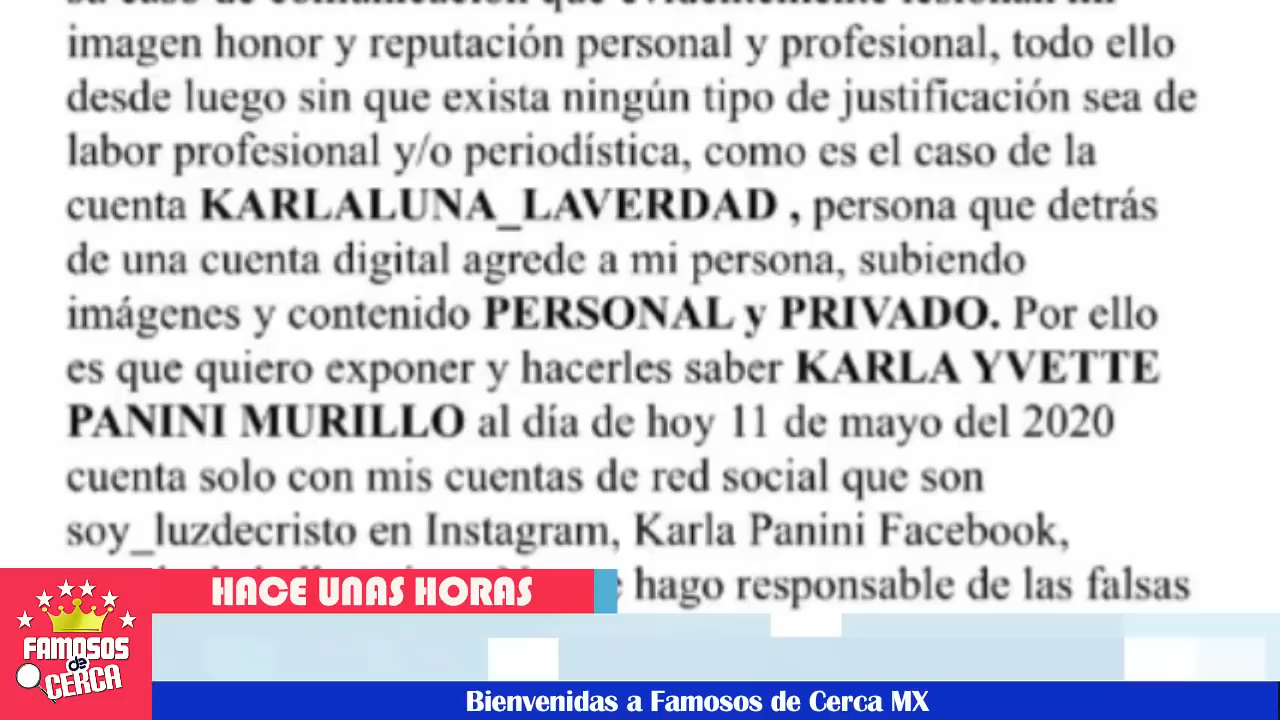 imagen honor y reputación personal y profesional, todo ello
desde luego sin que exista ningún tipo de justificación sea de
labor profesional y/o periodística, como es el caso de la
cuenta KARLALUNA_LAVERDAD , persona que detrás
de una cuenta digital agrede a mi persona, subiendo
imágenes y contenido PERSONAL y PRIVADO. Por ello
es que quiero exponer y hacerles saber KARLA YVETTE
PANINI MURILLO al día de hoy 11 de mayo del 2020
cuenta solo con mis cuentas de red social que son
soy_luzdecristo en Instagram, Karla Panini Facebook,
hago responsable de las falsas
HACE UNAS HORAS
FAMOSOS
de
CERCA
Bienvenidas a Famosos de Cerca MX